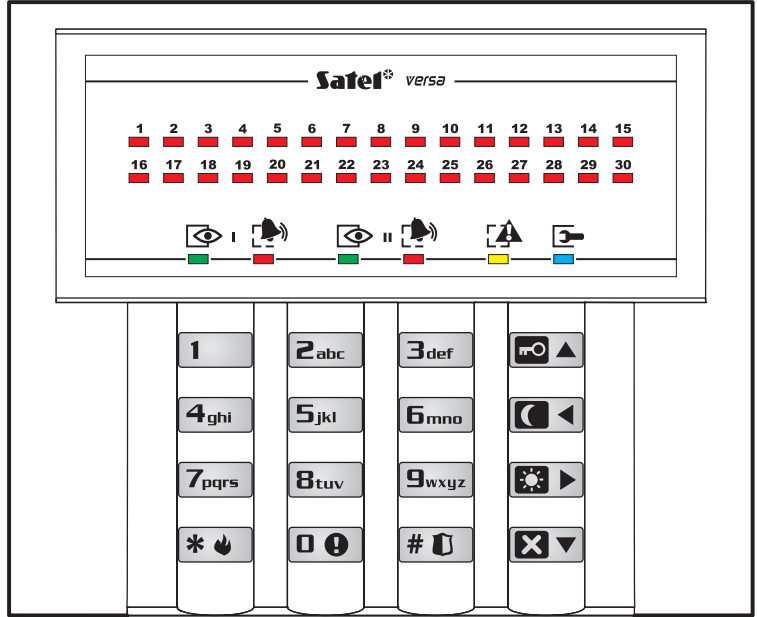 Satel* versa
1 2 3 4 5 6 7 8 9 10 11 12 13 14 15
16 17 18 19 20 21 22 23 24 25 26 27 28 29 30
I II
1 2abc 3def
4ghi 5jkl 6mno
7pqrs 8tuv 9wxyz
* 0 #